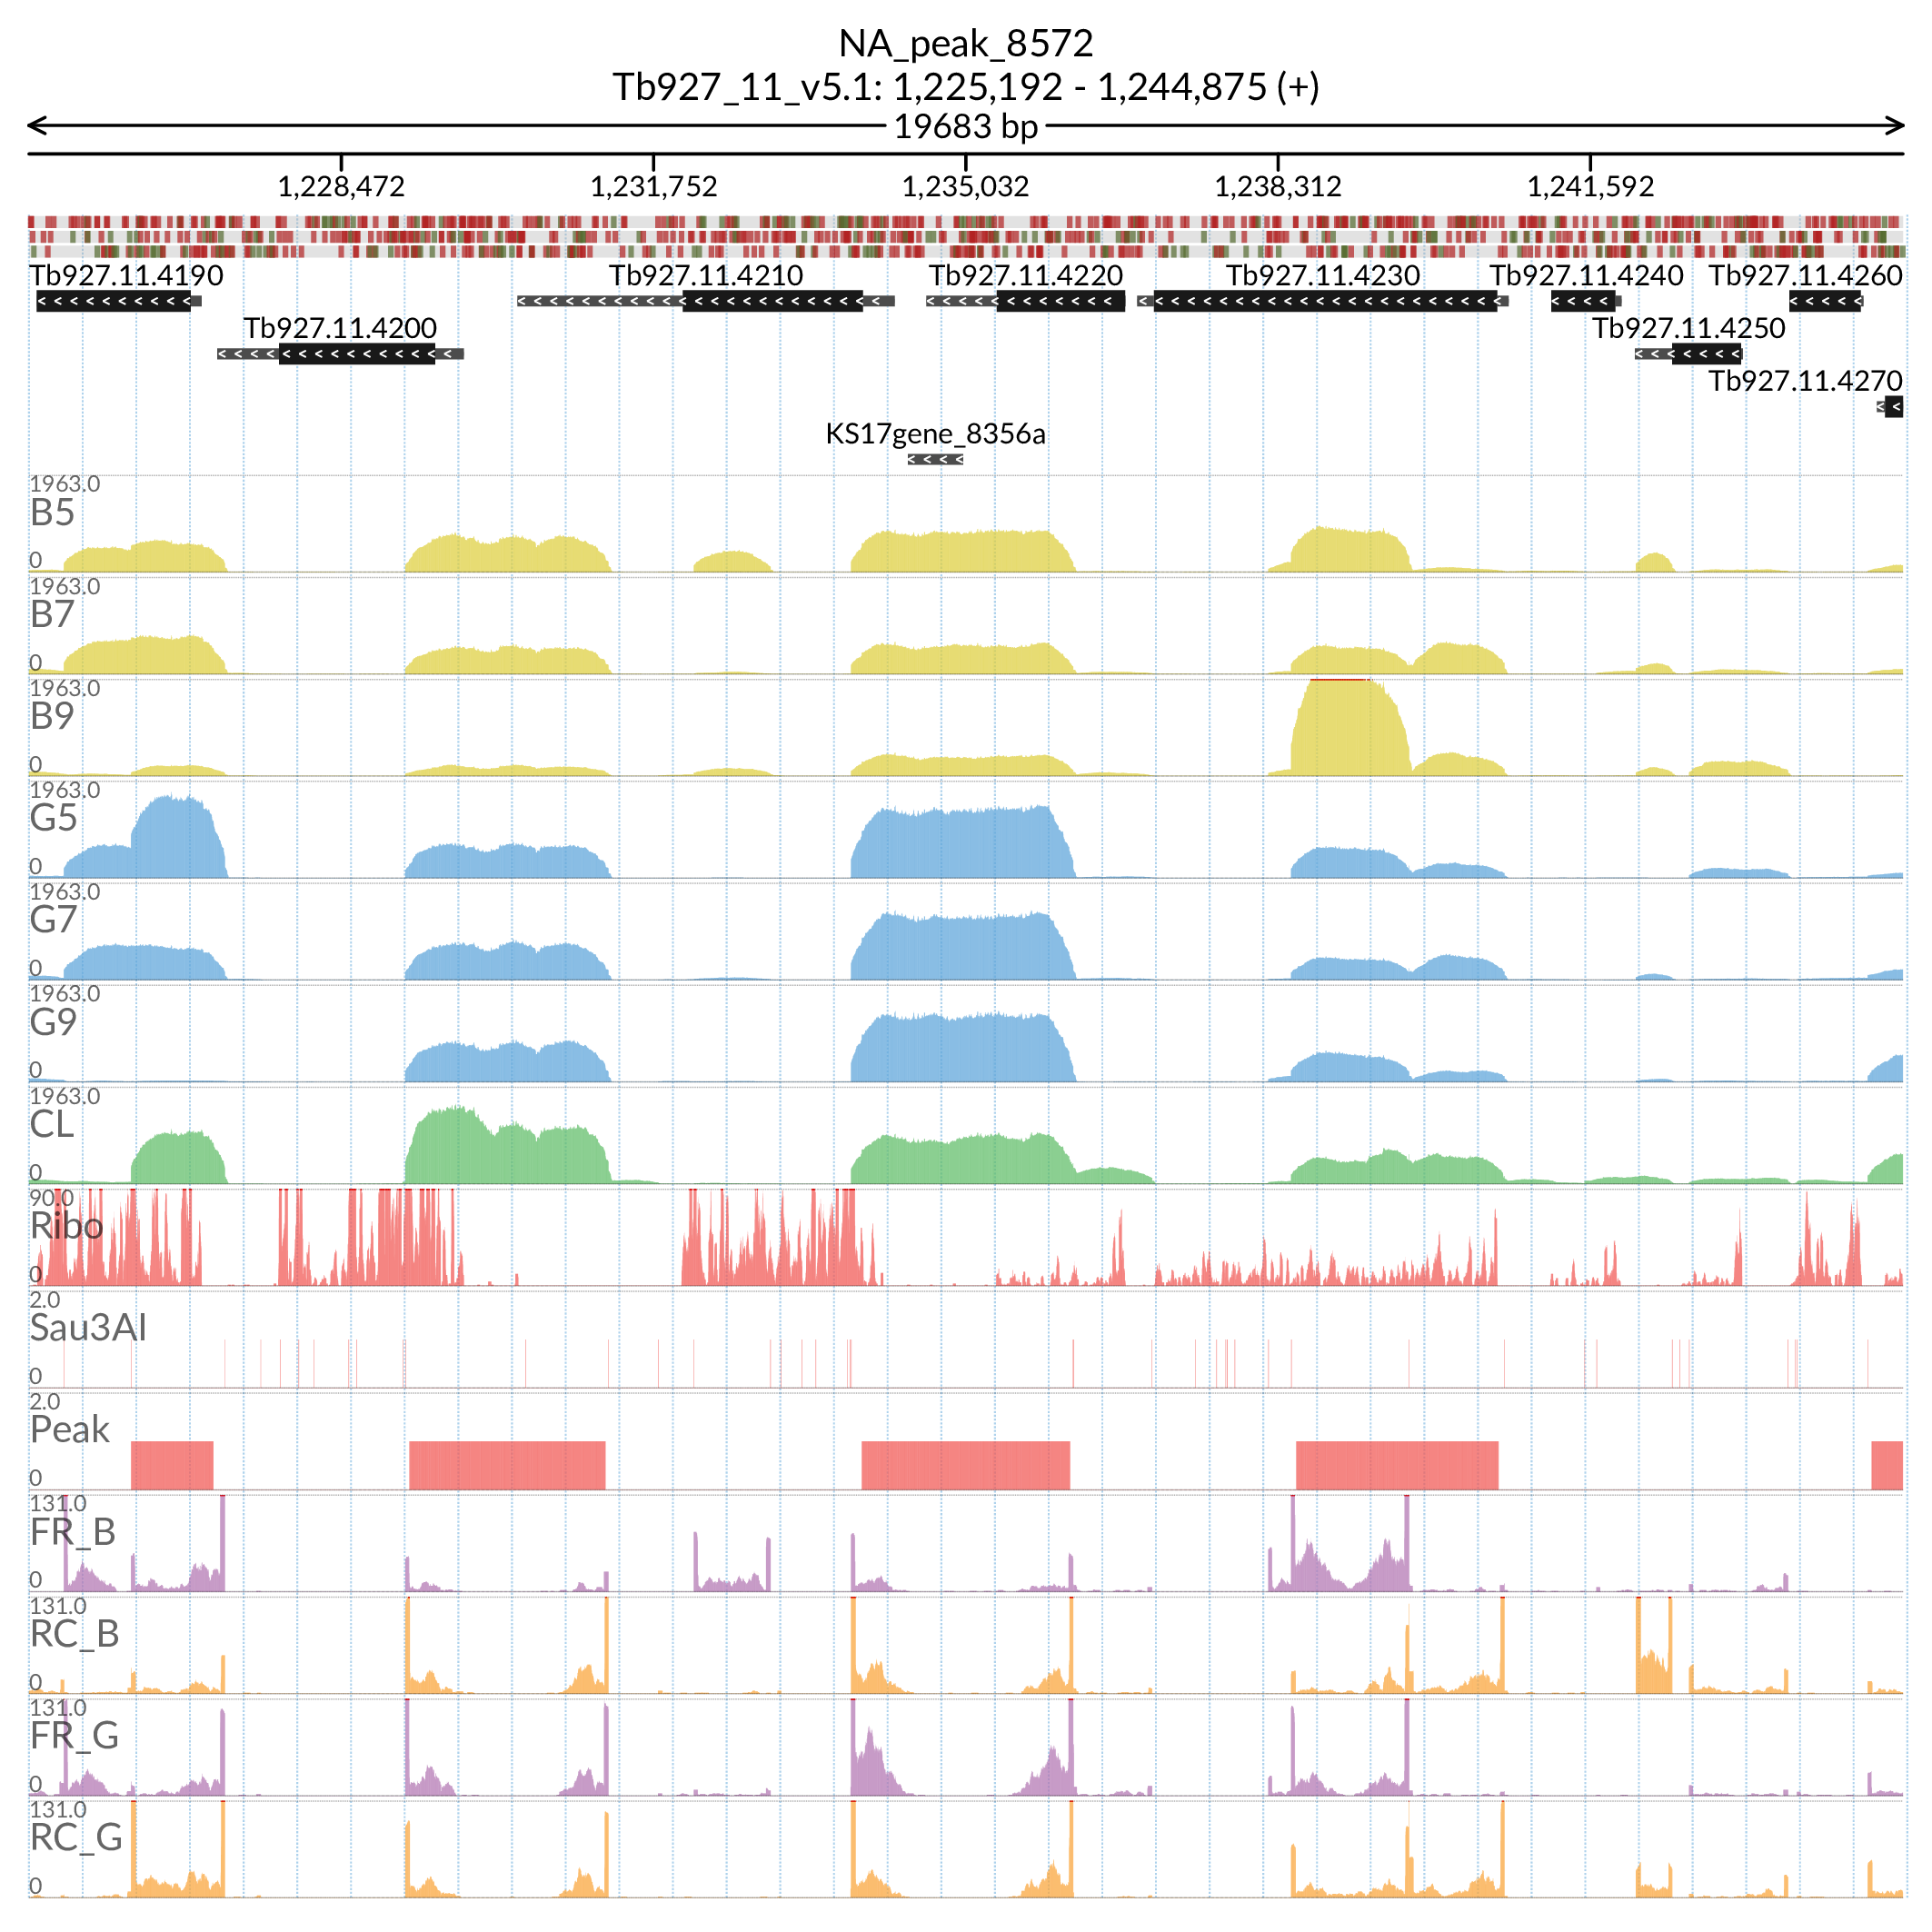 NA_peak_8572
Tb927_11_v5.1: 1,225,192 - 1,244,875 (+)
19683 bp
1,228,472 1,231,752 1,235,032 1,238,312 1,241,592
Tb927.11.4190 Tb927.11.4210 Tb927.11.4220 Tb927.11.4230 Tb927.11.4240 Tb927.11.4260
Tb927.11.4200 Tb927.11.4250
Tb927.11.4270
KS17gene_8356a
1963.0
B5
0
1963.0
B7
0
1963.0
B9
0
1963.0
G5
0
1963.0
G7
0
1963.0
G9
0
1963.0
CL
0
90.0
Ribo
0
2.0
Sau3AI
0
2.0
Peak
0
131.0
FR_B
0
131.0
RC_B
0
131.0
FR_G
0
131.0
RC_G
0